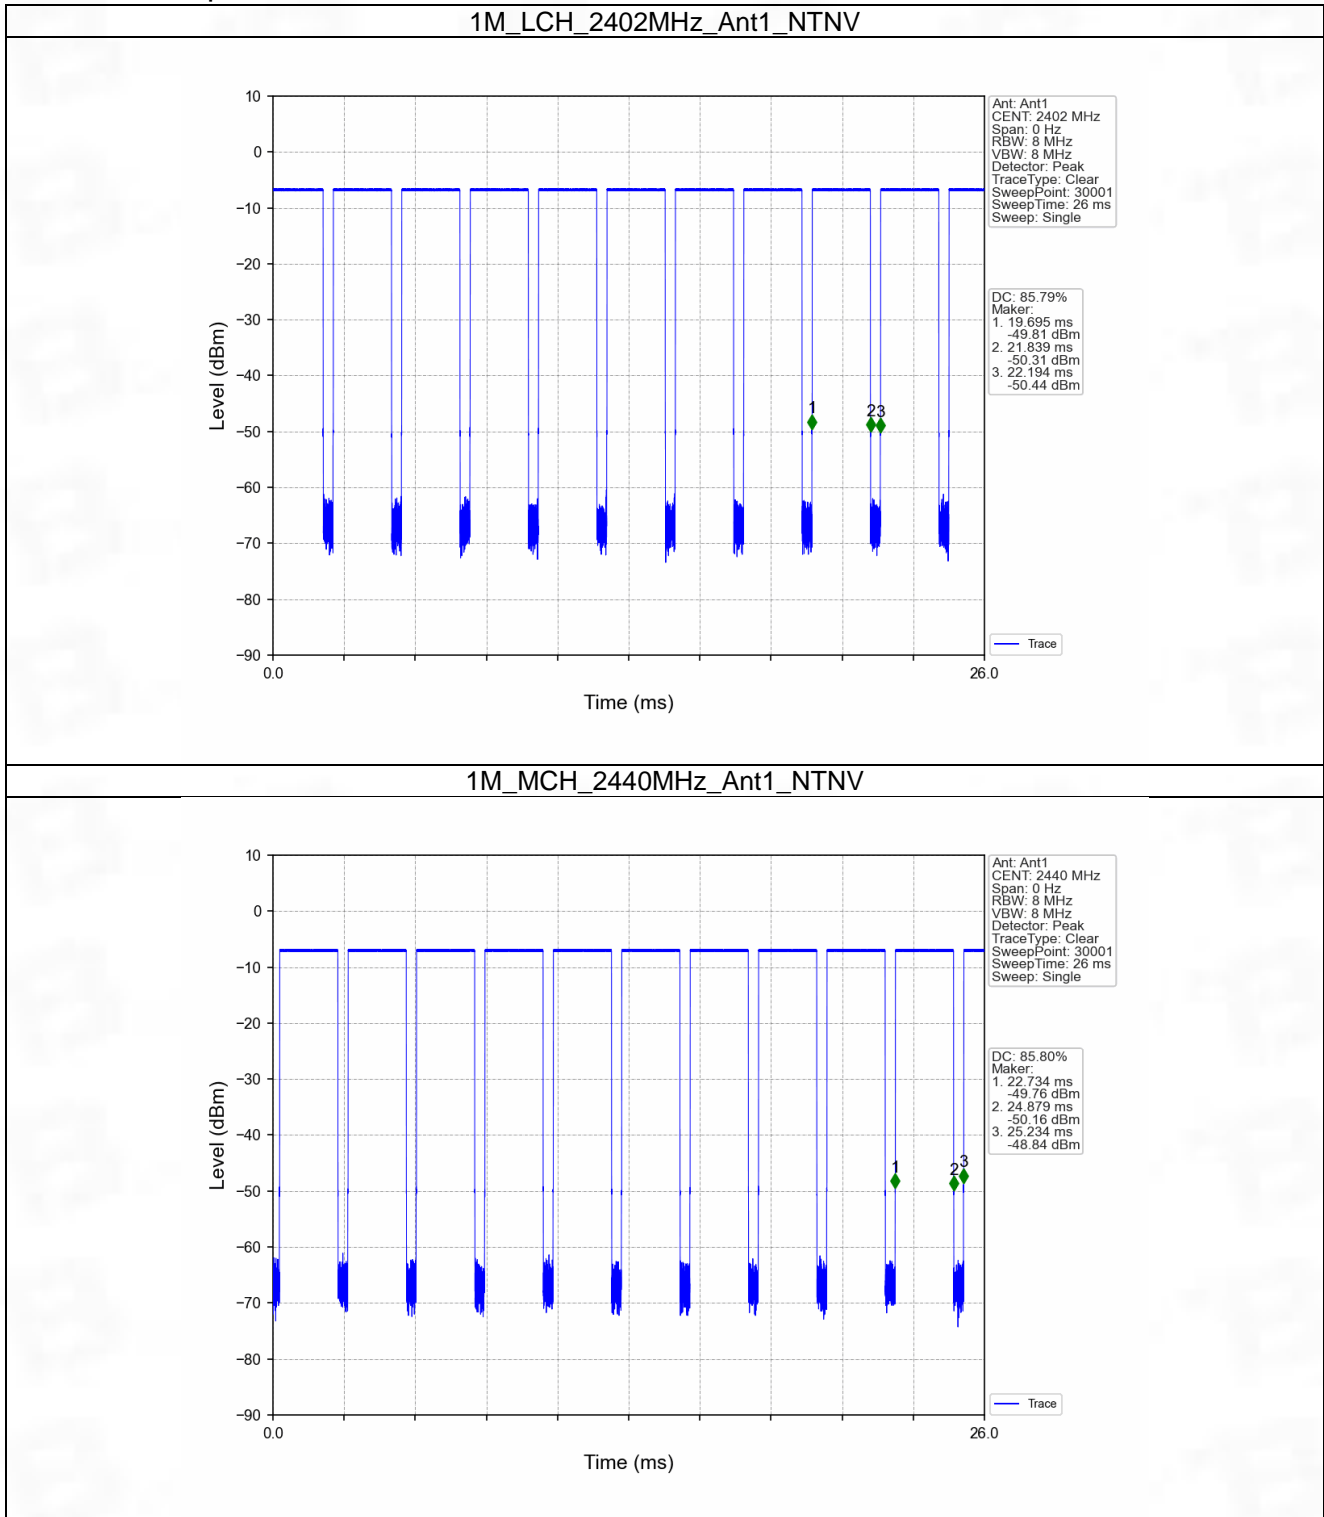 1M_LCH_2402MHz_Ant1_NTNV
10
0
−10
−20
−30
−40
−50
−60
−70
−80
−90
Level (dBm)
0.0
26.0
Time (ms)
1
2
3
Ant: Ant1
CENT: 2402 MHz
Span: 0 Hz
RBW: 8 MHz
VBW: 8 MHz
Detector: Peak
TraceType: Clear
SweepPoint: 30001
SweepTime: 26 ms
Sweep: Single
DC: 85.79%
Maker:
1. 19.695 ms
-49.81 dBm
2. 21.839 ms
-50.31 dBm
3. 22.194 ms
-50.44 dBm
Trace
1M_MCH_2440MHz_Ant1_NTNV
10
0
−10
−20
−30
−40
−50
−60
−70
−80
−90
Level (dBm)
0.0
26.0
Time (ms)
1
2
3
Ant: Ant1
CENT: 2440 MHz
Span: 0 Hz
RBW: 8 MHz
VBW: 8 MHz
Detector: Peak
TraceType: Clear
SweepPoint: 30001
SweepTime: 26 ms
Sweep: Single
DC: 85.80%
Maker:
1. 22.734 ms
-49.76 dBm
2. 24.879 ms
-50.16 dBm
3. 25.234 ms
-48.84 dBm
Trace